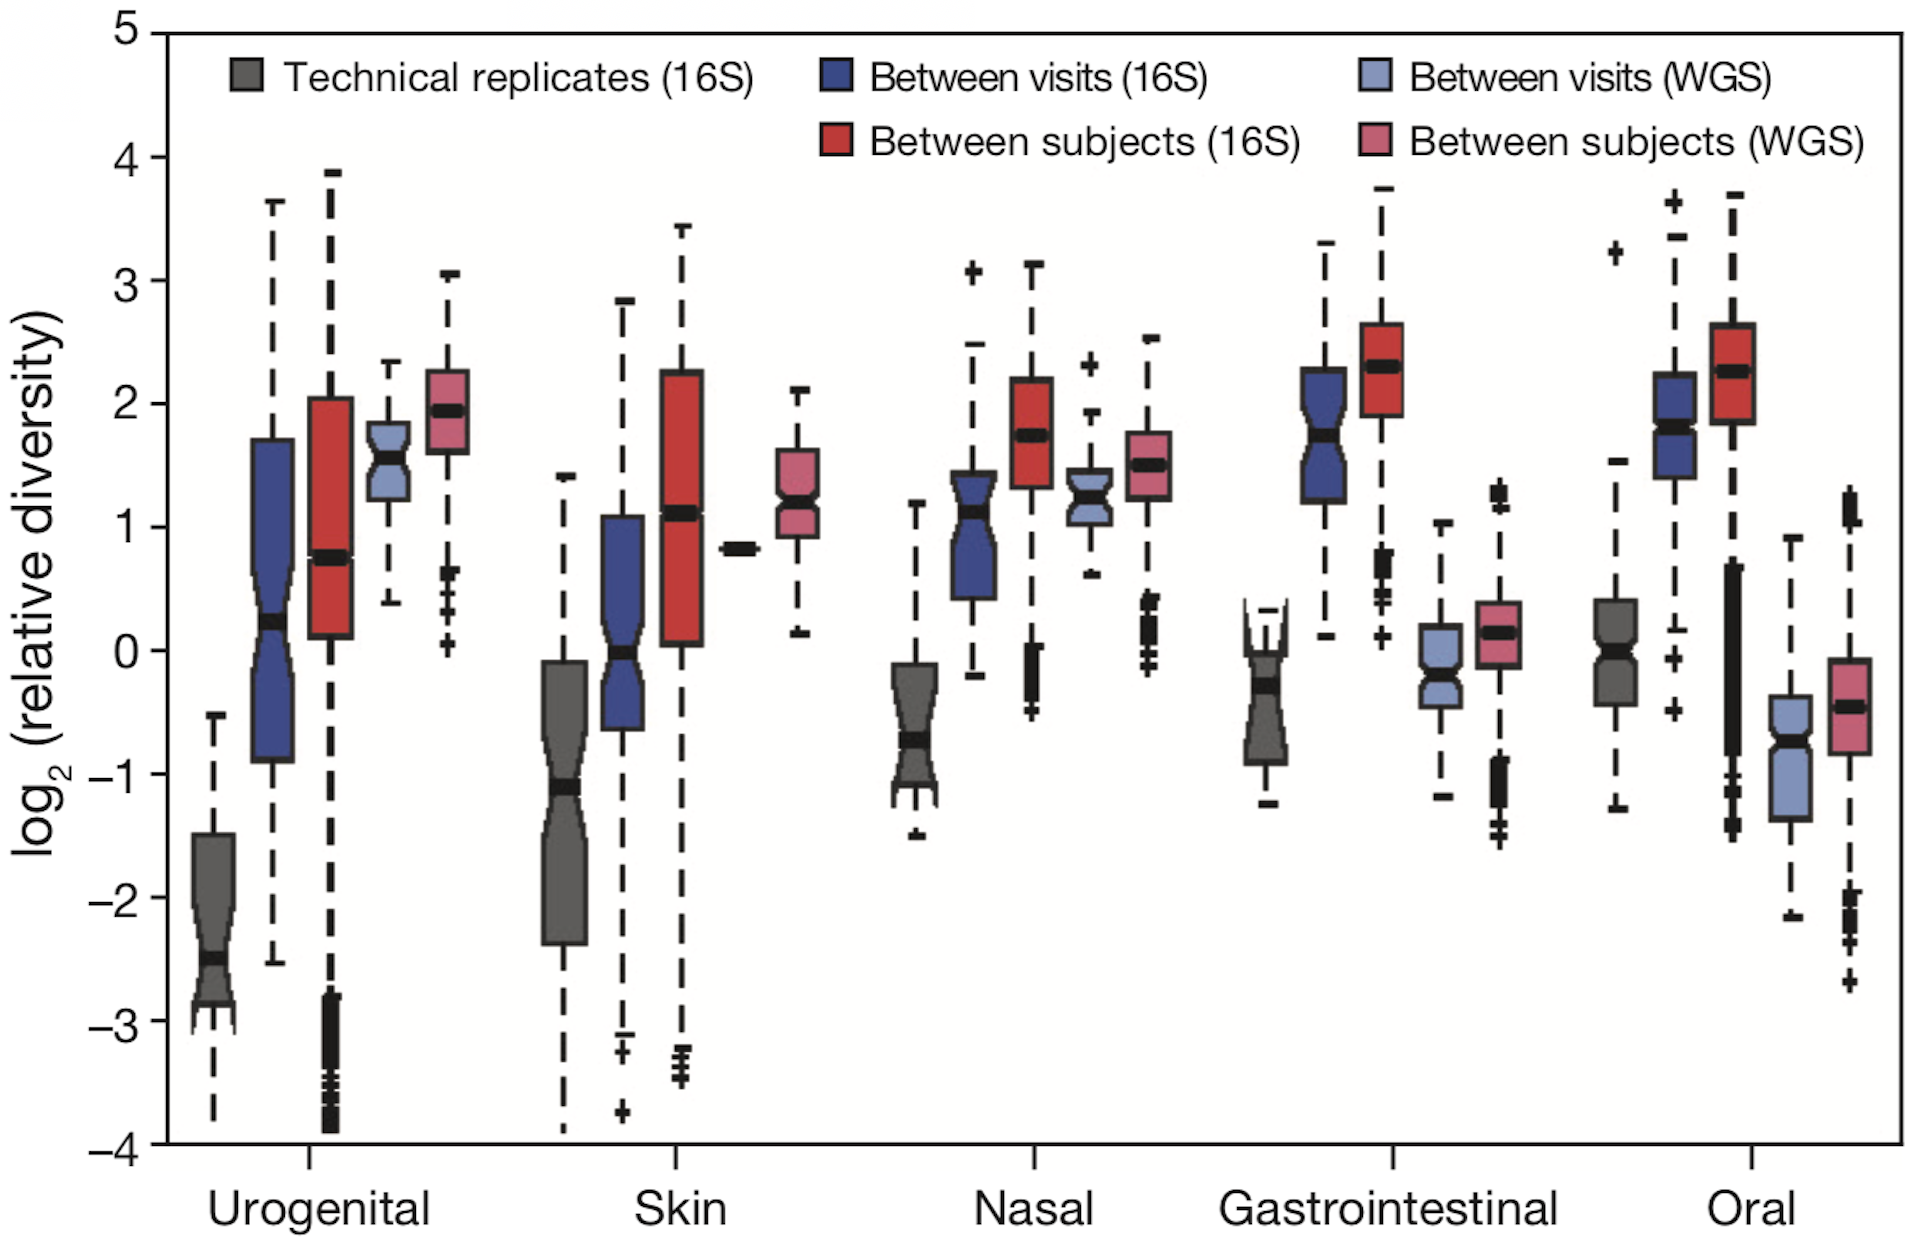 log2 (relative diversity)
5
4
3
2
1
0
–1
–2
–3
–4
Technical replicates (16S)
Between visits (16S)
Between visits (WGS)
Between subjects (16S)
Between subjects (WGS)
Urogenital
Skin
Nasal
Gastrointestinal
Oral